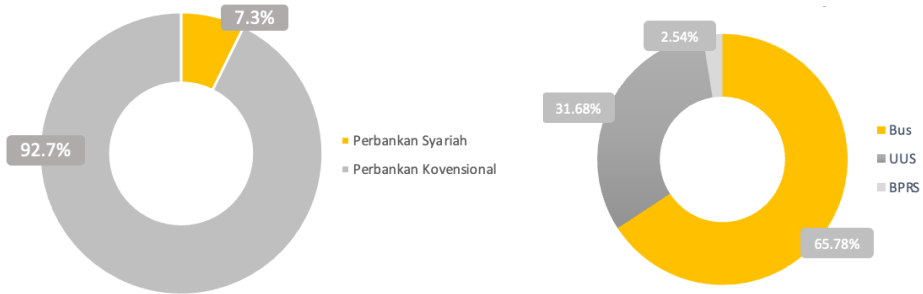 7.3%
92.7%
Perbankan Syariah
Perbankan Kovensional
2.54%
31.68%
65.78%
Bus
UUS
BPRS